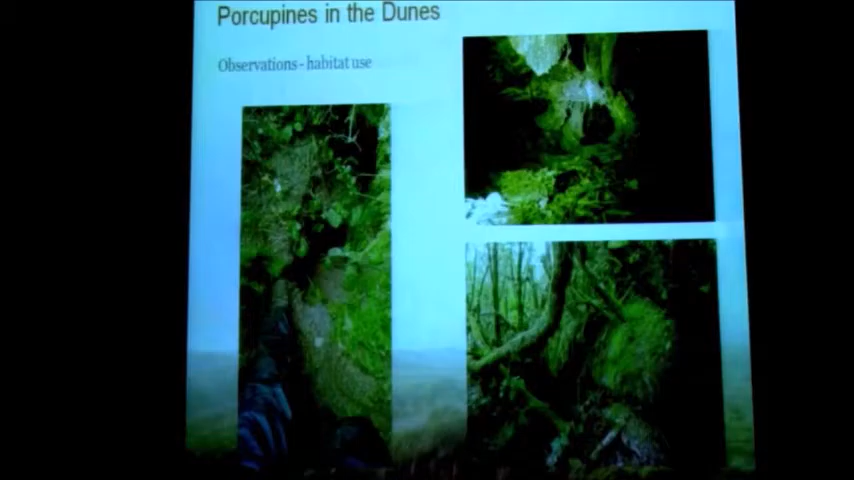 Porcupines in the Dunes
Observations - habitat use